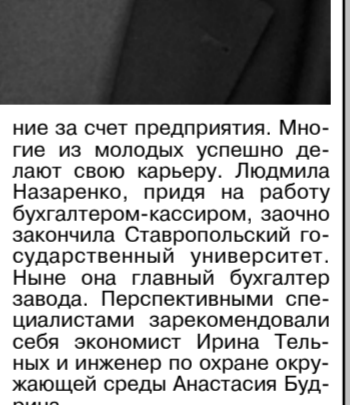 ние за счет предприятия. Мно-
гие из молодых успешно де-
лают свою карьеру. Людмила
Назаренко, придя на работу
бухгалтером-кассиром, заочно
закончила Ставропольский го-
сударственный университет.
Ныне она главный бухгалтер
завода. Перспективными спе-
циалистами зарекомендовали
себя экономист Ирина Тель-
ных и инженер по охране окру-
жающей среды Анастасия Буд-